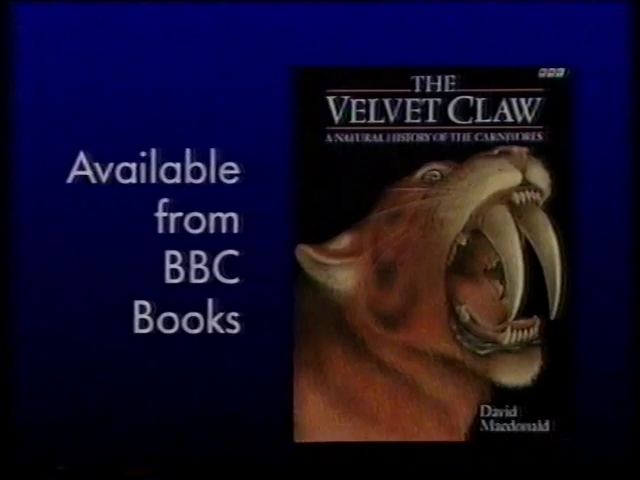 Available
from
BBC
Books
BBC
THE
VELVET CLAW
A NATURAL HISTORY OF THE CARNIVORES
David
Macdonald